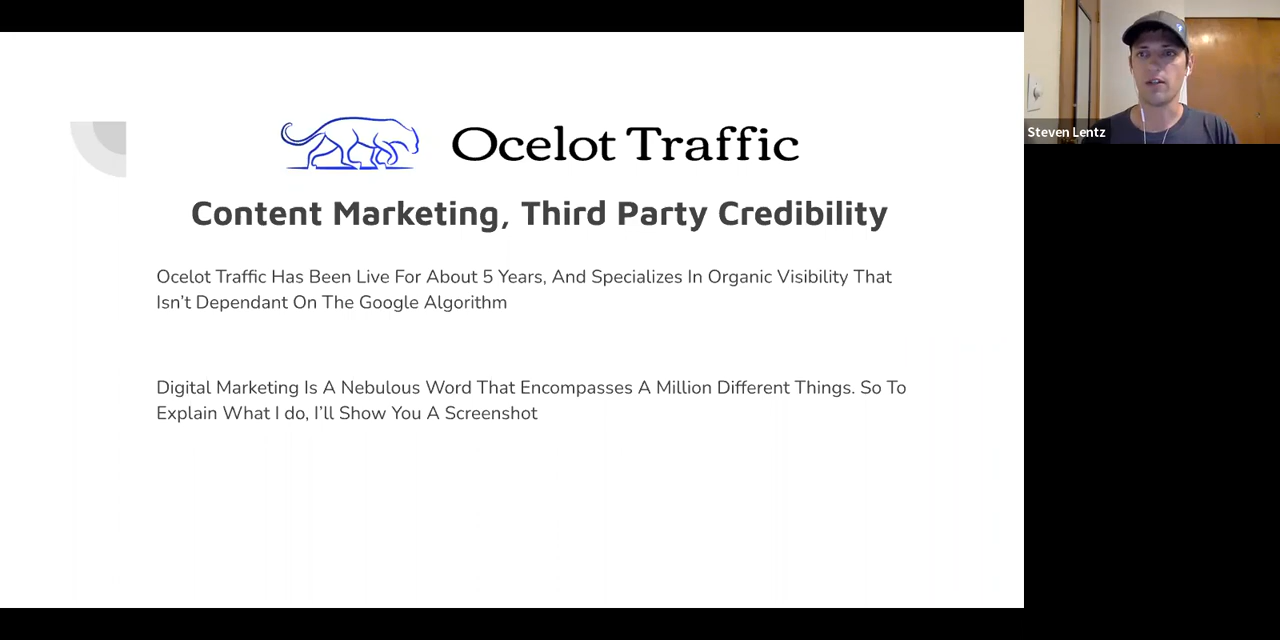 Ocelot Traffic
Content Marketing, Third Party Credibility
Ocelot Traffic Has Been Live For About 5 Years, And Specializes In Organic Visibility That
Isn't Dependant On The Google Algorithm
Digital Marketing Is A Nebulous Word That Encompasses A Million Different Things. So To
Explain What I do, I'll Show You A Screenshot
Steven Lentz